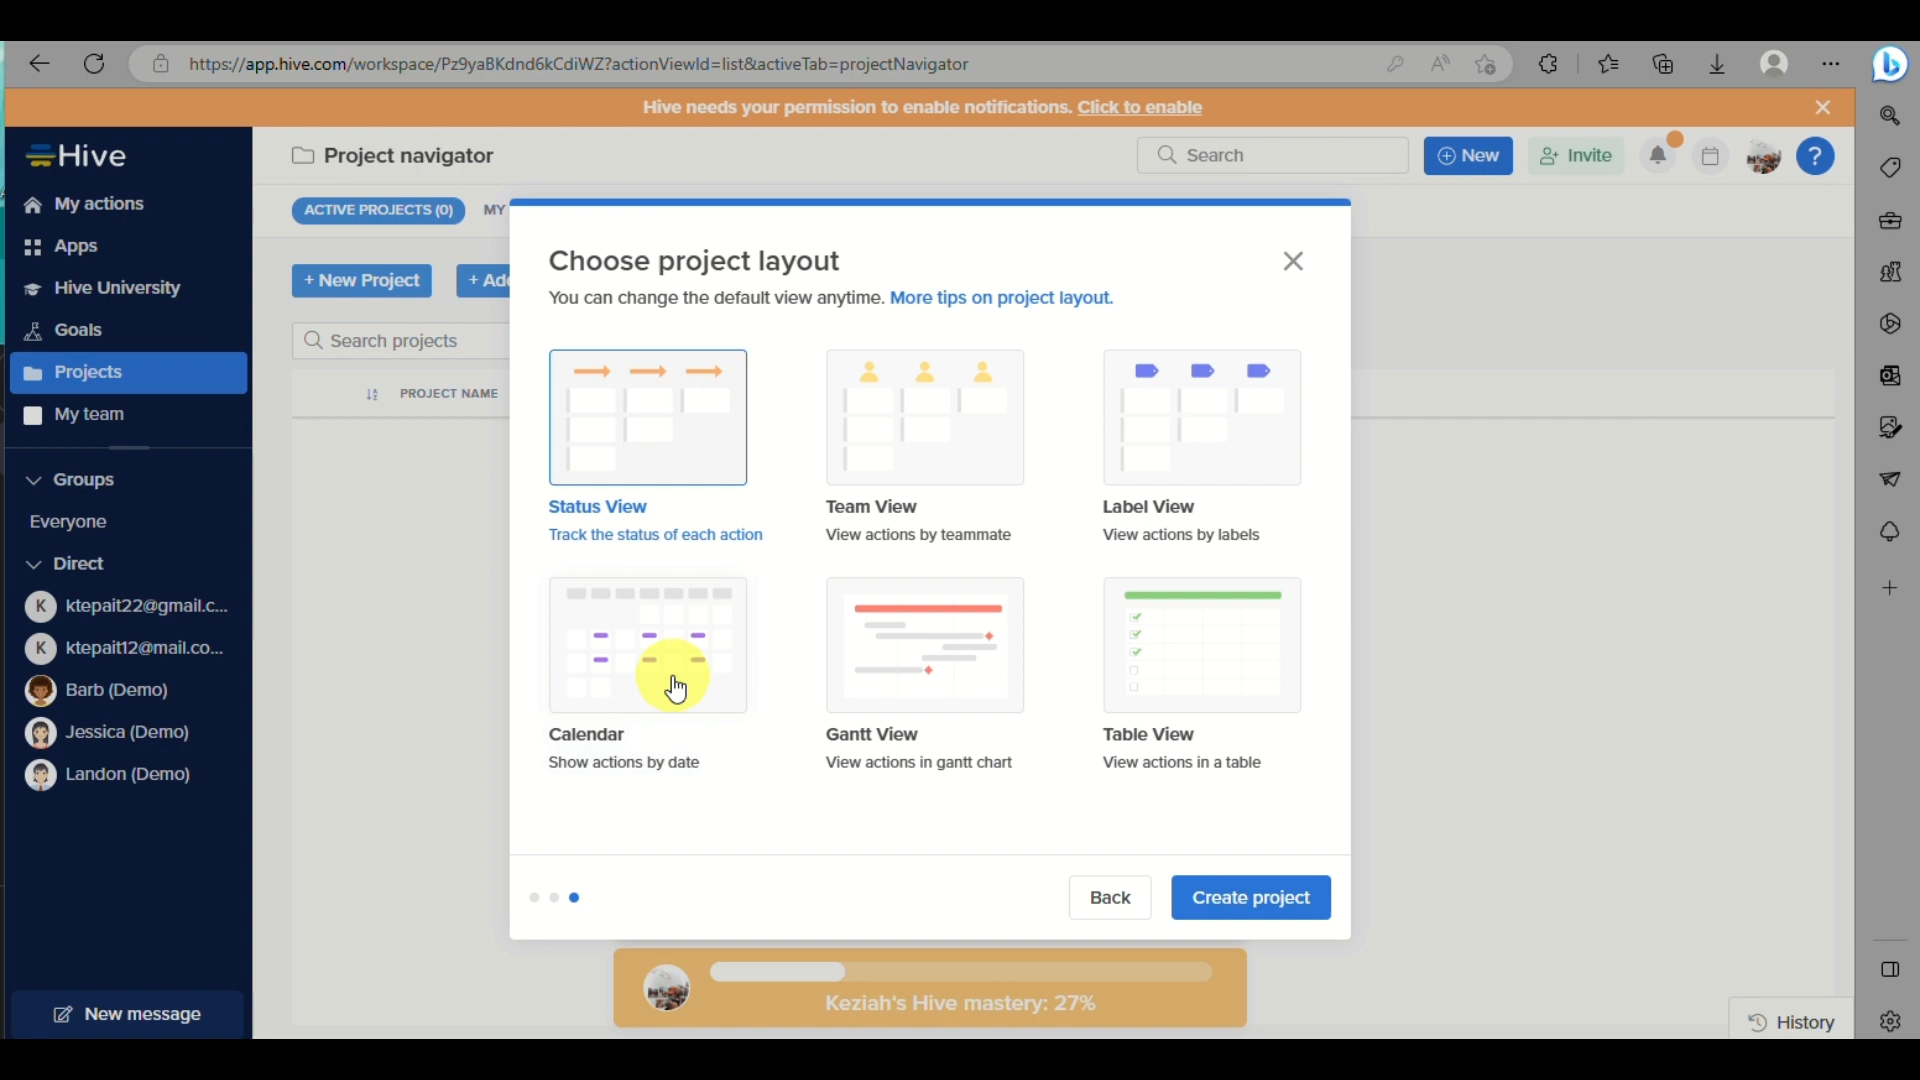 https://app.hive.com/workspace/Pz9yaBKdnd6kCdiWZ?actionViewId=list&activeTab=projectNavigator
Hive needs your permission to enable notifications. Click to enable
Hive
Project navigator
Search
New
Invite
?
My actions
Apps
Hive University
Goals
Projects
My team
Groups
Everyone
Direct
K ktepait22@gmail.c...
K ktepait12@mail.co...
Barb (Demo)
Jessica (Demo)
Landon (Demo)
New message
ACTIVE PROJECTS (0) MY
+ New Project
+ Add
Search projects
PROJECT NAME
Choose project layout
You can change the default view anytime. More tips on project layout.
Status View
Track the status of each action
Team View
View actions by teammate
Label View
View actions by labels
Calendar
Show actions by date
Gantt View
View actions in gantt chart
Table View
View actions in a table
Back
Create project
Keziah's Hive mastery: 27%
History